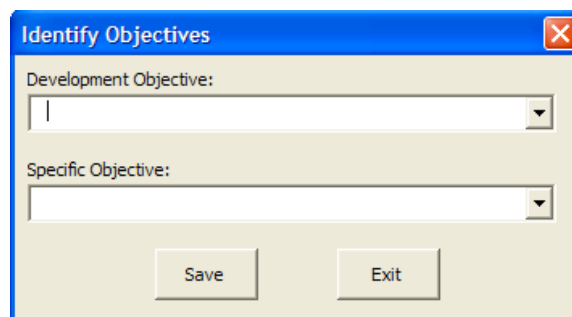 Identify Objectives
Development Objective:
Specific Objective:
Save Exit